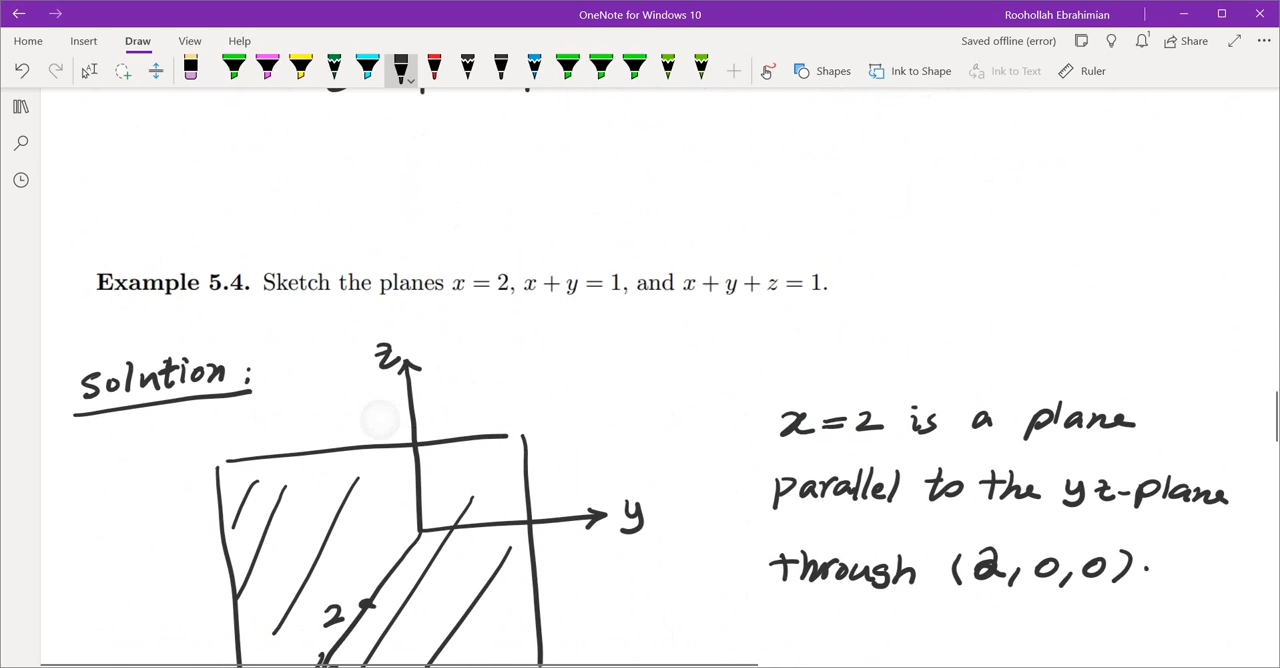 OneNote for Windows 10
Roohollah Ebrahimian
Home Insert Draw View Help
Saved offline (error)
1
Share
Shapes
Ink to Shape
Ink to Text
Ruler
Example 5.4. Sketch the planes x = 2, x + y = 1, and x + y + z = 1.
Solution:
z
y
2
x=2 is a plane
parallel to the yz-plane
through (2,0,0).